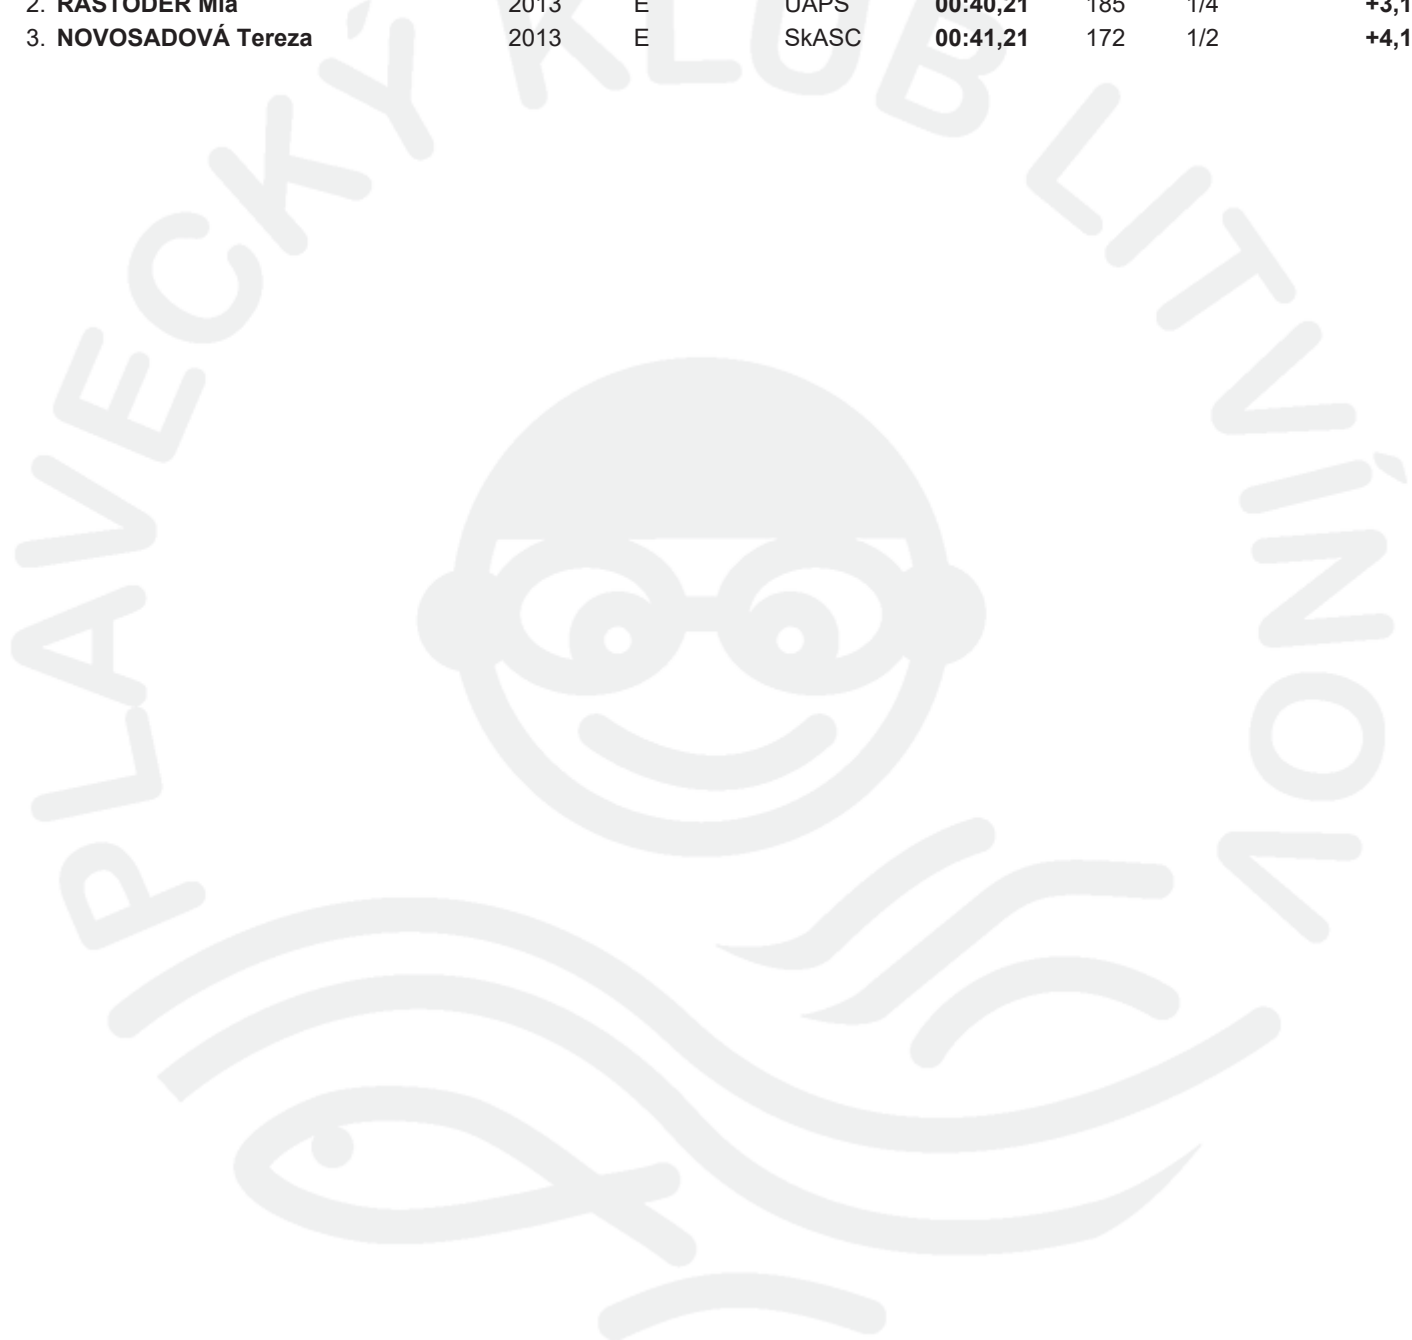 2. RASTODER Mia 2013 E UAPS 00:40,21 185 1/4 +3,1
3. NOVOSADOVÁ Tereza 2013 E SkASC 00:41,21 172 1/2 +4,1
PLAVECKÝ KLUB LITVÍNOV